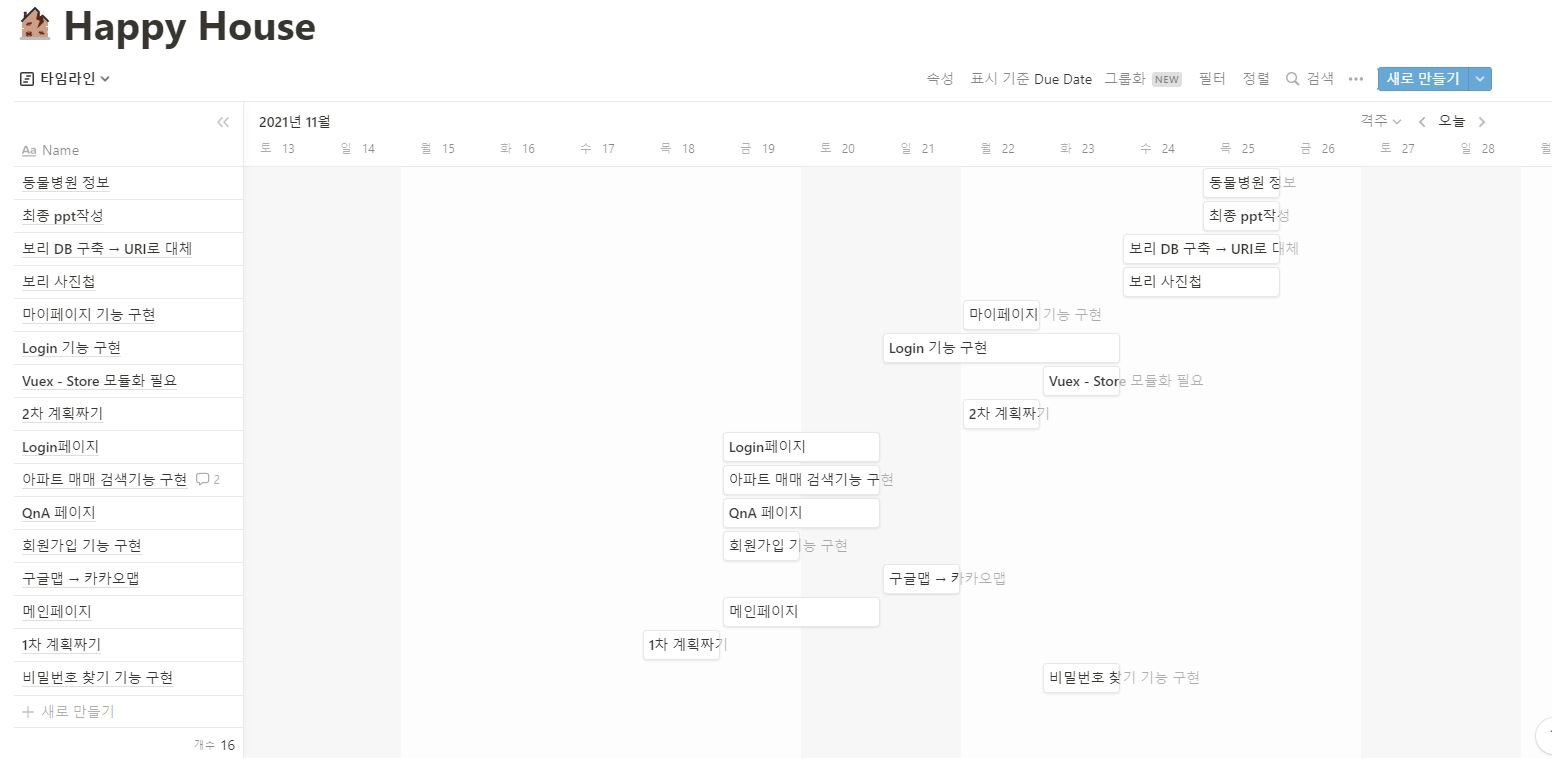 Happy House
타임라인
속성 표시 기준 Due Date 그룹화 NEW 필터 정렬 검색 새로 만들기
2021년 11월 격주 오늘
Aa Name
토 13 일 14 월 15 화 16 수 17 목 18 금 19 토 20 일 21 월 22 화 23 수 24 목 25 금 26 토 27 일 28 월
동물병원 정보 동물병원 정보
최종 ppt작성 최종 ppt작성
보리 DB 구축 → URI로 대체 보리 DB 구축 → URI로 대체
보리 사진첩 보리 사진첩
마이페이지 기능 구현 마이페이지 기능 구현
Login 기능 구현 Login 기능 구현
Vuex - Store 모듈화 필요 Vuex - Store 모듈화 필요
2차 계획짜기 2차 계획짜기
Login페이지 Login페이지
아파트 매매 검색기능 구현 2 아파트 매매 검색기능 구현
QnA 페이지 QnA 페이지
회원가입 기능 구현 회원가입 기능 구현
구글맵 → 카카오맵 구글맵 → 카카오맵
메인페이지 메인페이지
1차 계획짜기 1차 계획짜기
비밀번호 찾기 기능 구현 비밀번호 찾기 기능 구현
+ 새로 만들기
개수 16